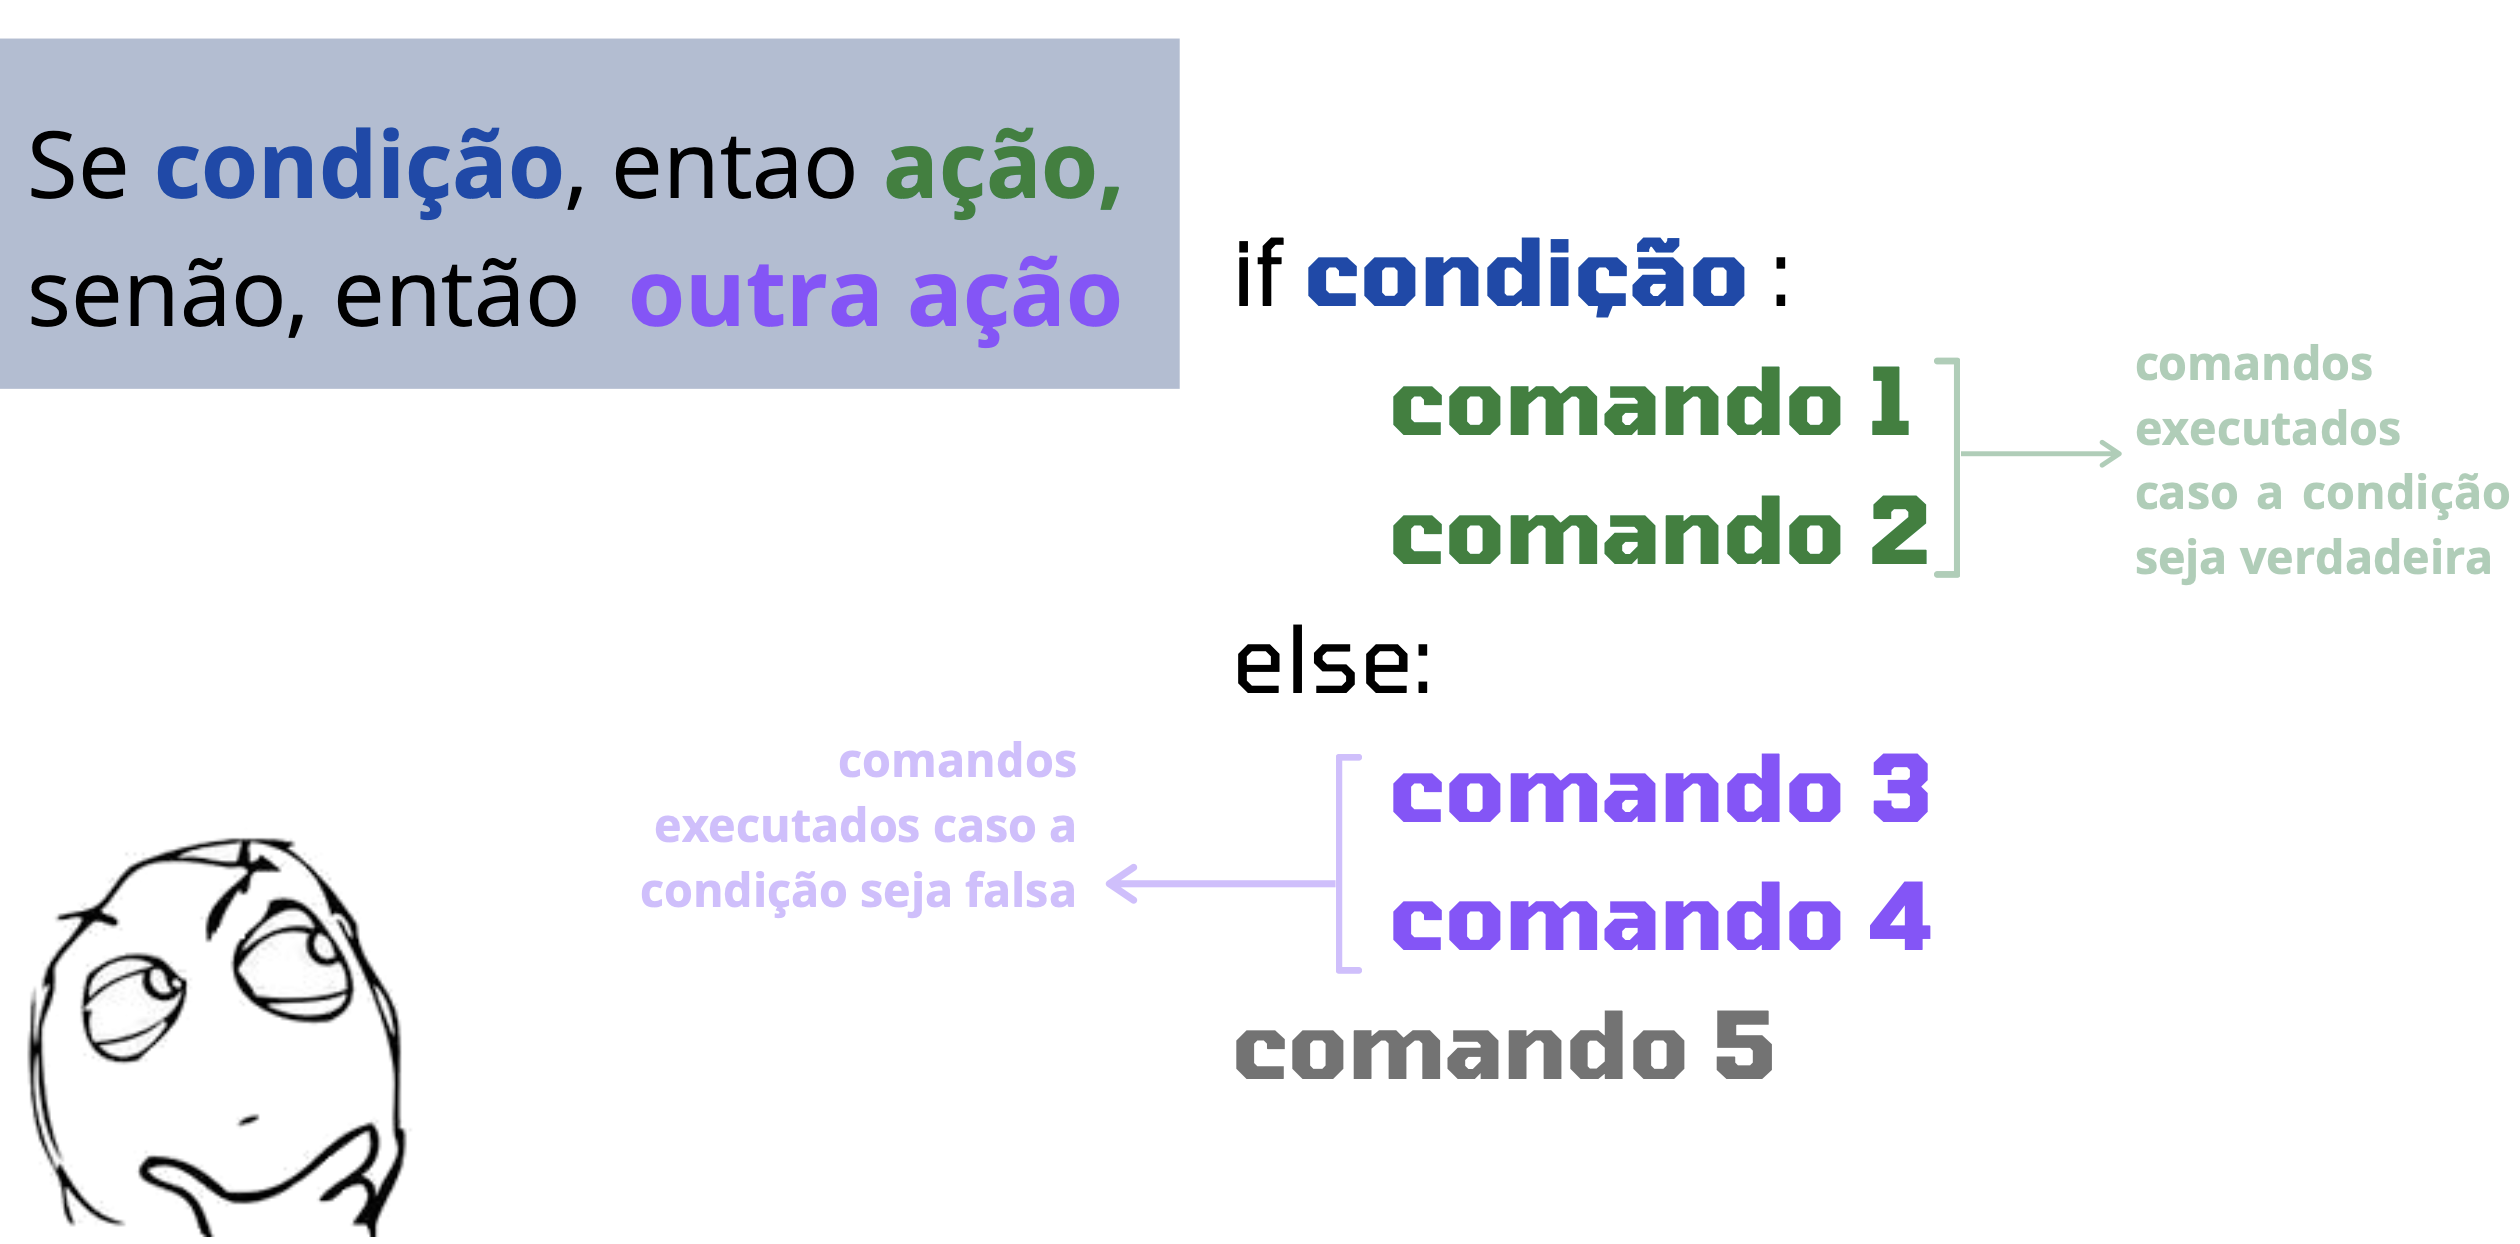 Se condição, entao ação,
senão, então outra ação
if condição :
comando 1
comando 2
comandos
executados
caso a condição
seja verdadeira
else:
comando 3
comando 4
comandos
executados caso a
condição seja falsa
comando 5